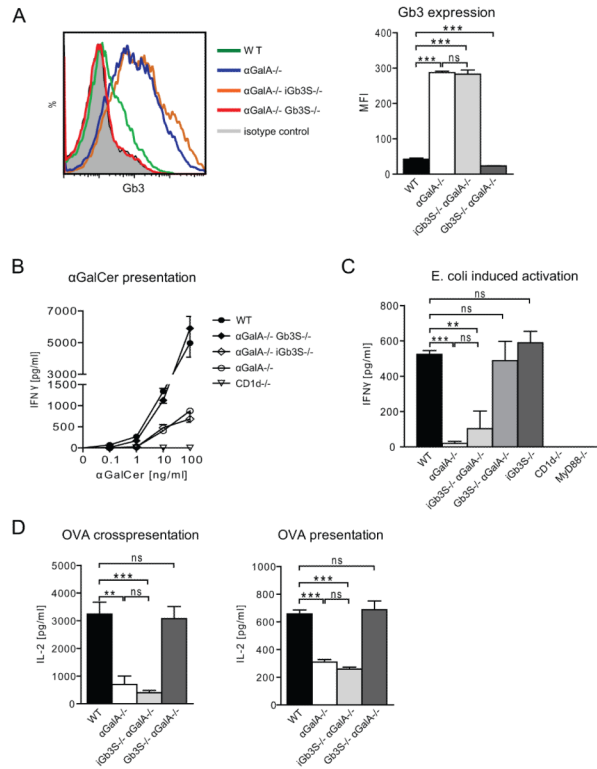 A
%
Gb3
WT
αGalA-/-
αGalA-/- iGb3S-/-
αGalA-/- Gb3S-/-
isotype control
Gb3 expression
***
***
*** ns
400
300
200
100
0
MFI
WT
αGalA-/-
iGb3S-/- αGalA-/-
Gb3S-/- αGalA-/-
B
αGalCer presentation
7000
5000
1500
1000
500
0
IFNγ [pg/ml]
0 0.1 1 10 100
αGalCer [ng/ml]
WT
αGalA-/- Gb3S-/-
αGalA-/- iGb3S-/-
αGalA-/-
CD1d-/-
C
E. coli induced activation
ns
ns
**
*** ns
800
600
400
200
0
IFNγ [pg/ml]
WT
αGalA-/-
iGb3S-/- αGalA-/-
Gb3S-/- αGalA-/-
iGb3S-/-
CD1d-/-
MyD88-/-
D
OVA crosspresentation
ns
***
** ns
5000
4000
3000
2000
1000
0
IL-2 [pg/ml]
WT
αGalA-/-
iGb3S-/- αGalA-/-
Gb3S-/- αGalA-/-
OVA presentation
ns
***
*** ns
1000
800
600
400
200
0
IL-2 [pg/ml]
WT
αGalA-/-
iGb3S-/- αGalA-/-
Gb3S-/- αGalA-/-